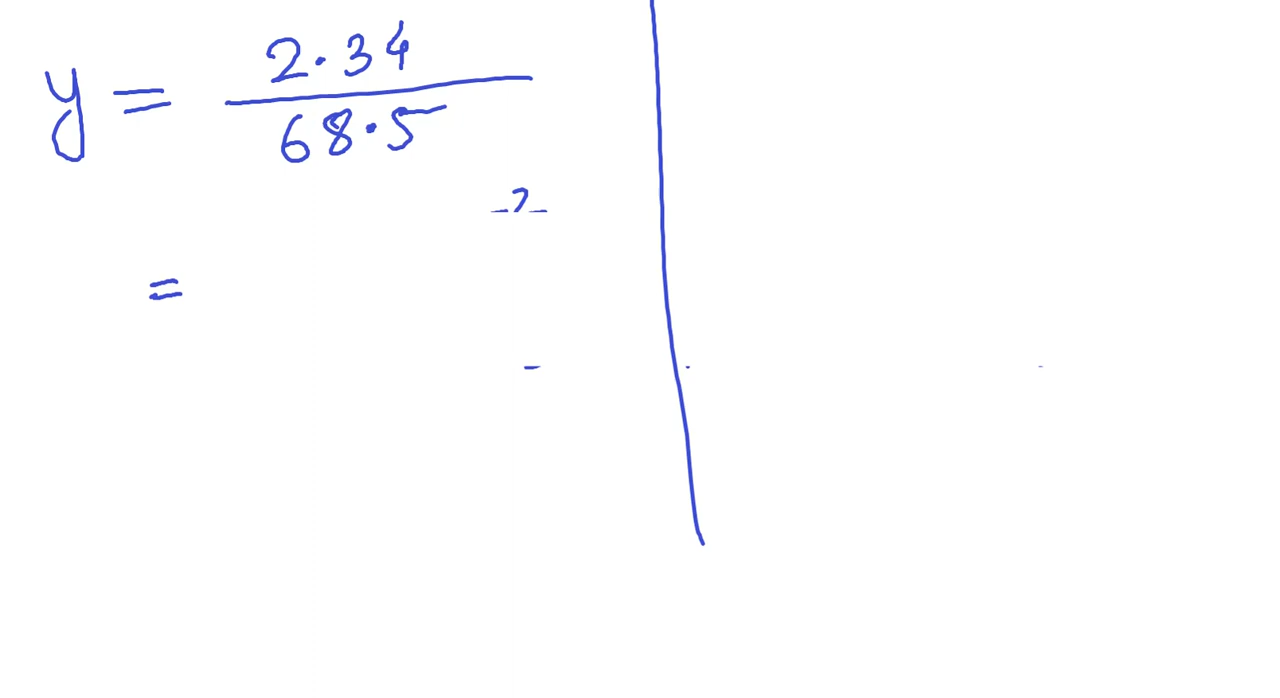 y = 2.34 / 68.5
=